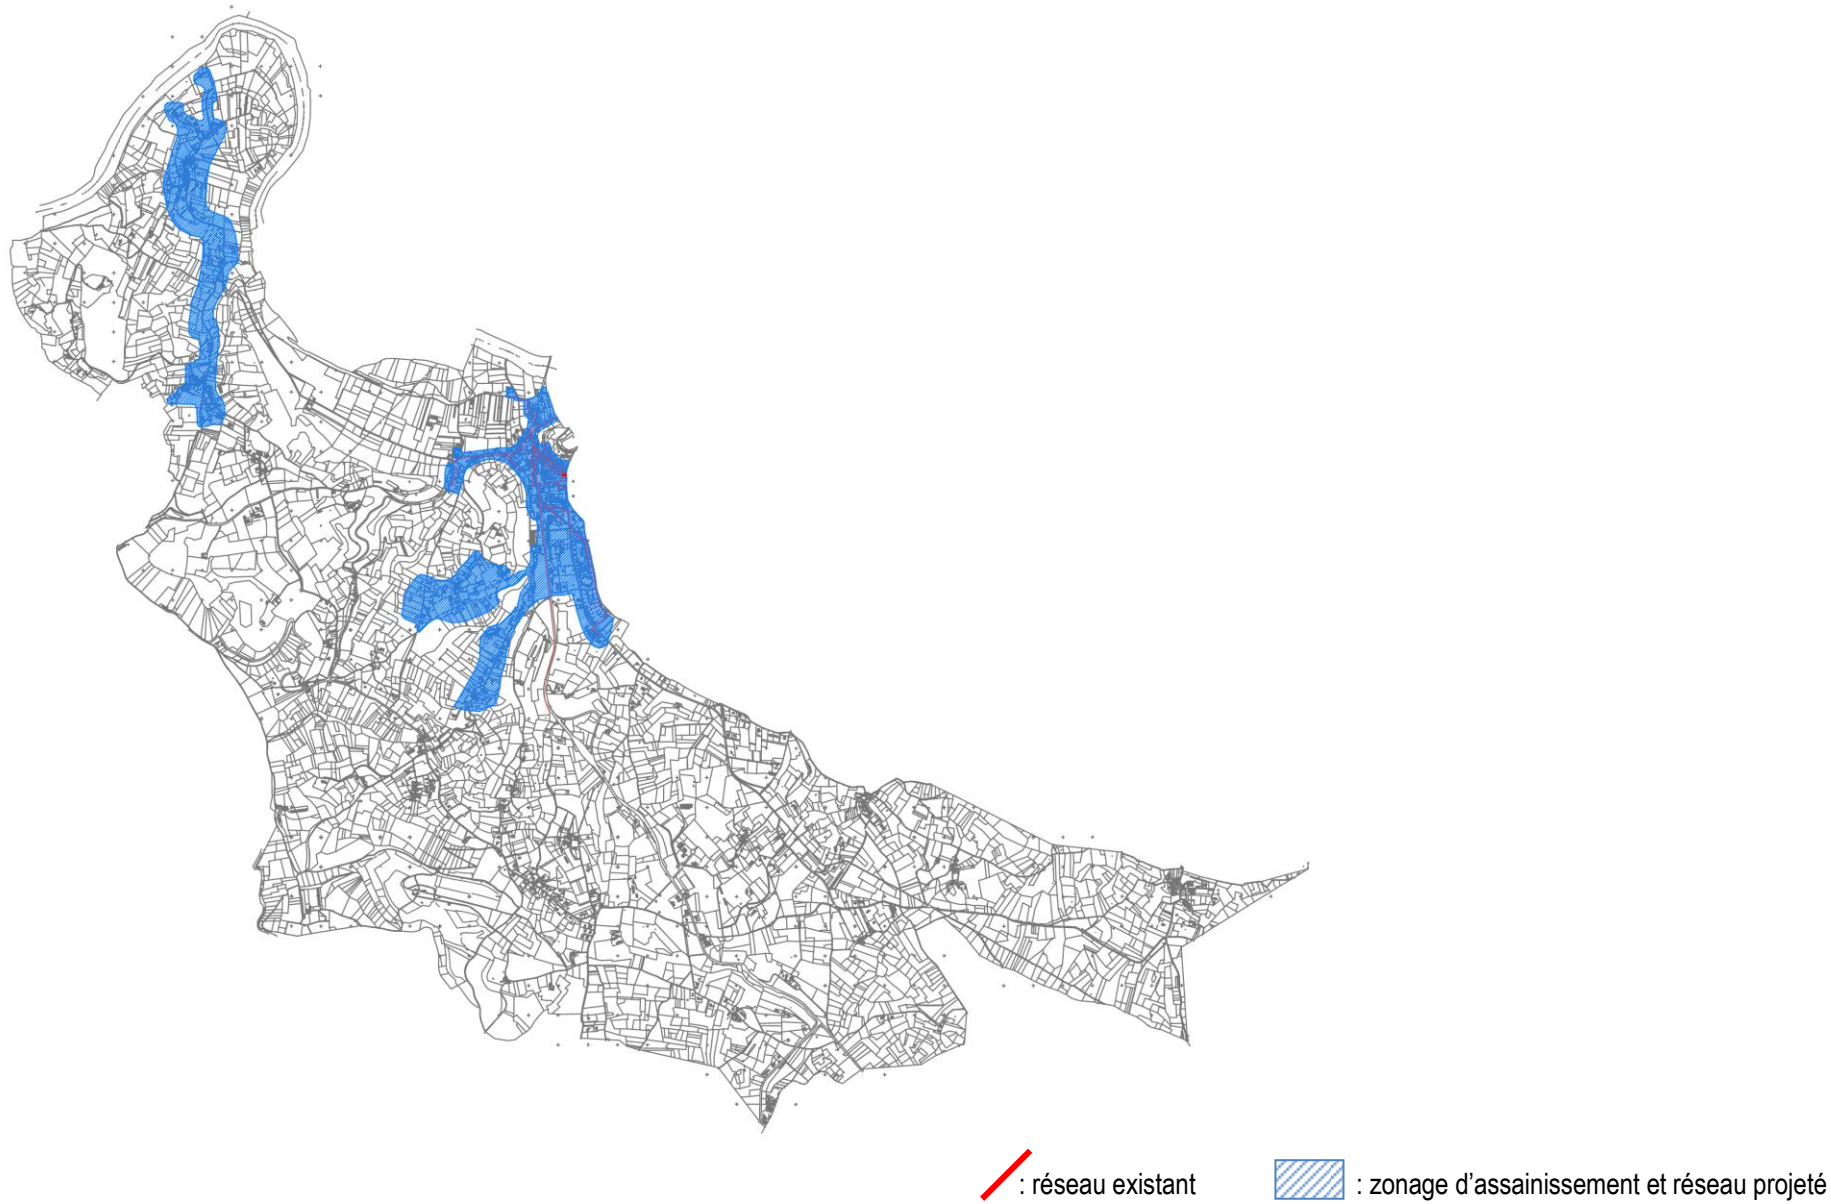 : réseau existant
: zonage d'assainissement et réseau projeté